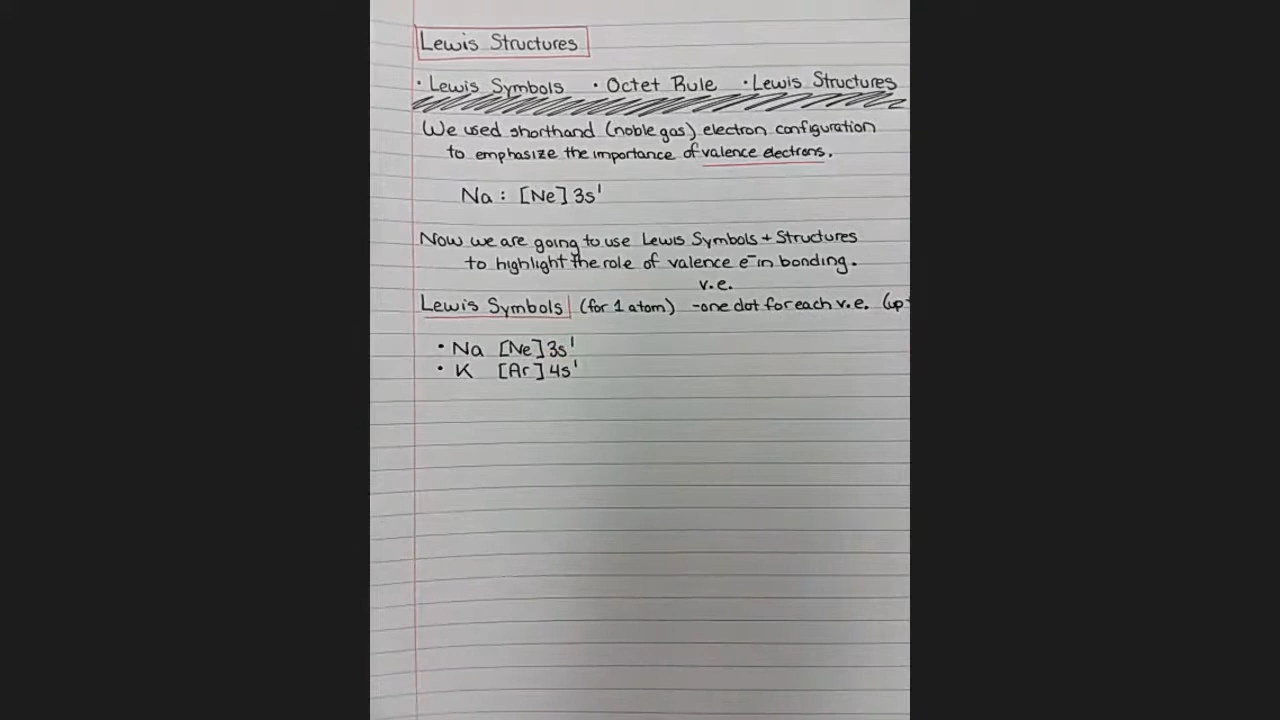 Lewis Structures
· Lewis Symbols · Octet Rule · Lewis Structures
We used shorthand (noble gas) electron configuration
to emphasize the importance of valence electrons.
Na : [Ne] 3s¹
Now we are going to use Lewis Symbols + Structures
to highlight the role of valence e⁻ in bonding.
v.e.
Lewis Symbols (for 1 atom) -one dot for each v.e. (up
• Na [Ne] 3s¹
• K [Ar] 4s¹